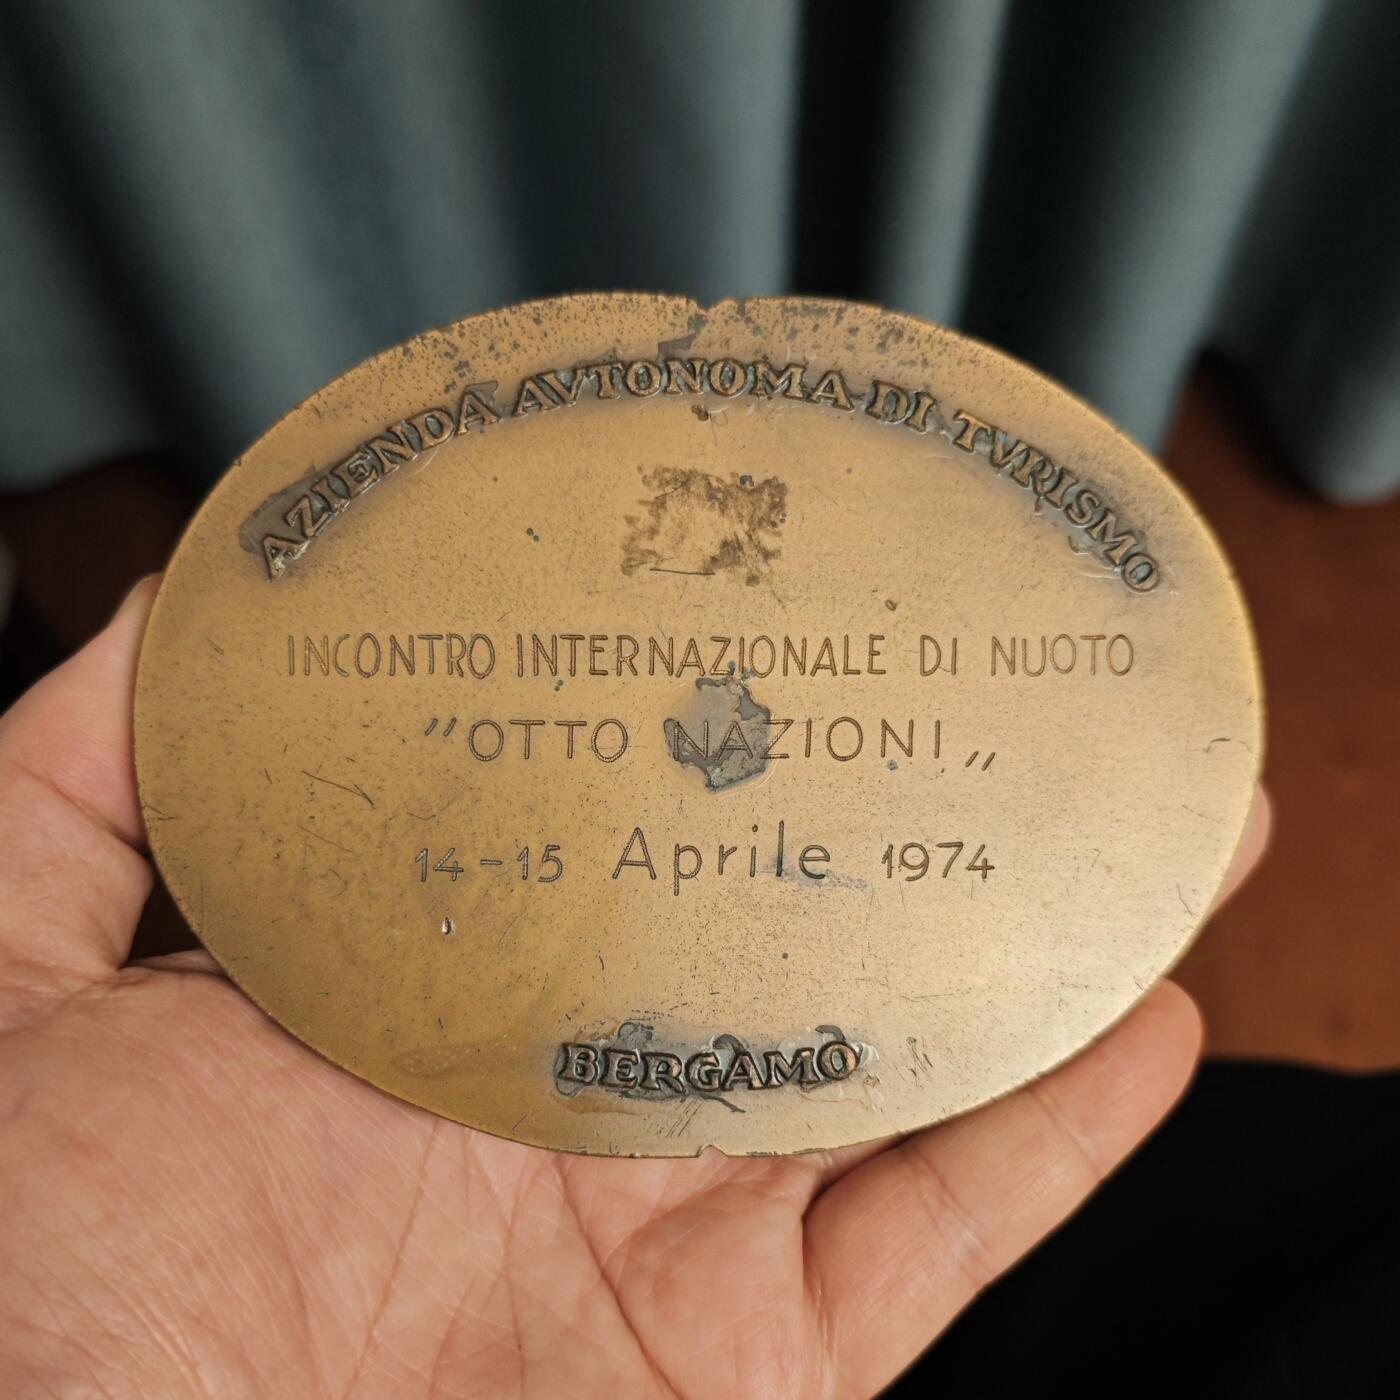 AZIENDA AVTONOMA DI TVRISMO
INCONTRO INTERNAZIONALE DI NUOTO
"OTTO NAZIONI„
14-15 Aprile 1974
BERGAMO